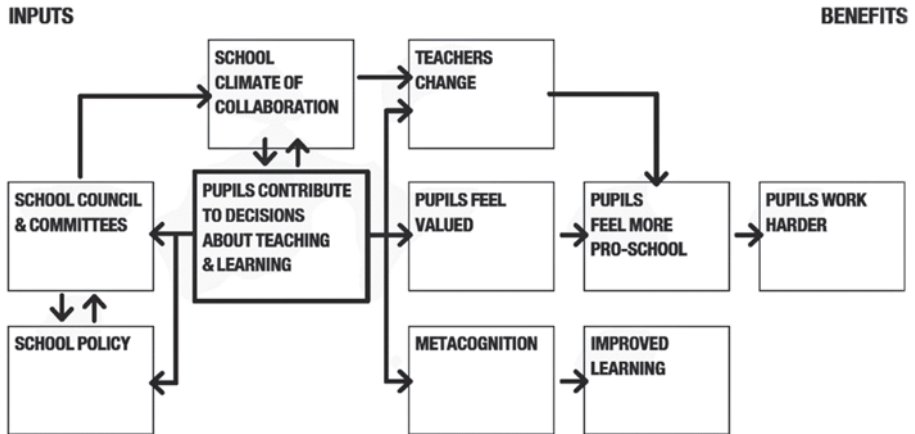 INPUTS
BENEFITS
SCHOOL
CLIMATE OF
COLLABORATION
TEACHERS
CHANGE
SCHOOL COUNCIL
& COMMITTEES
PUPILS CONTRIBUTE
TO DECISIONS
ABOUT TEACHING
& LEARNING
PUPILS FEEL
VALUED
PUPILS
FEEL MORE
PRO-SCHOOL
PUPILS WORK
HARDER
SCHOOL POLICY
METACOGNITION
IMPROVED
LEARNING